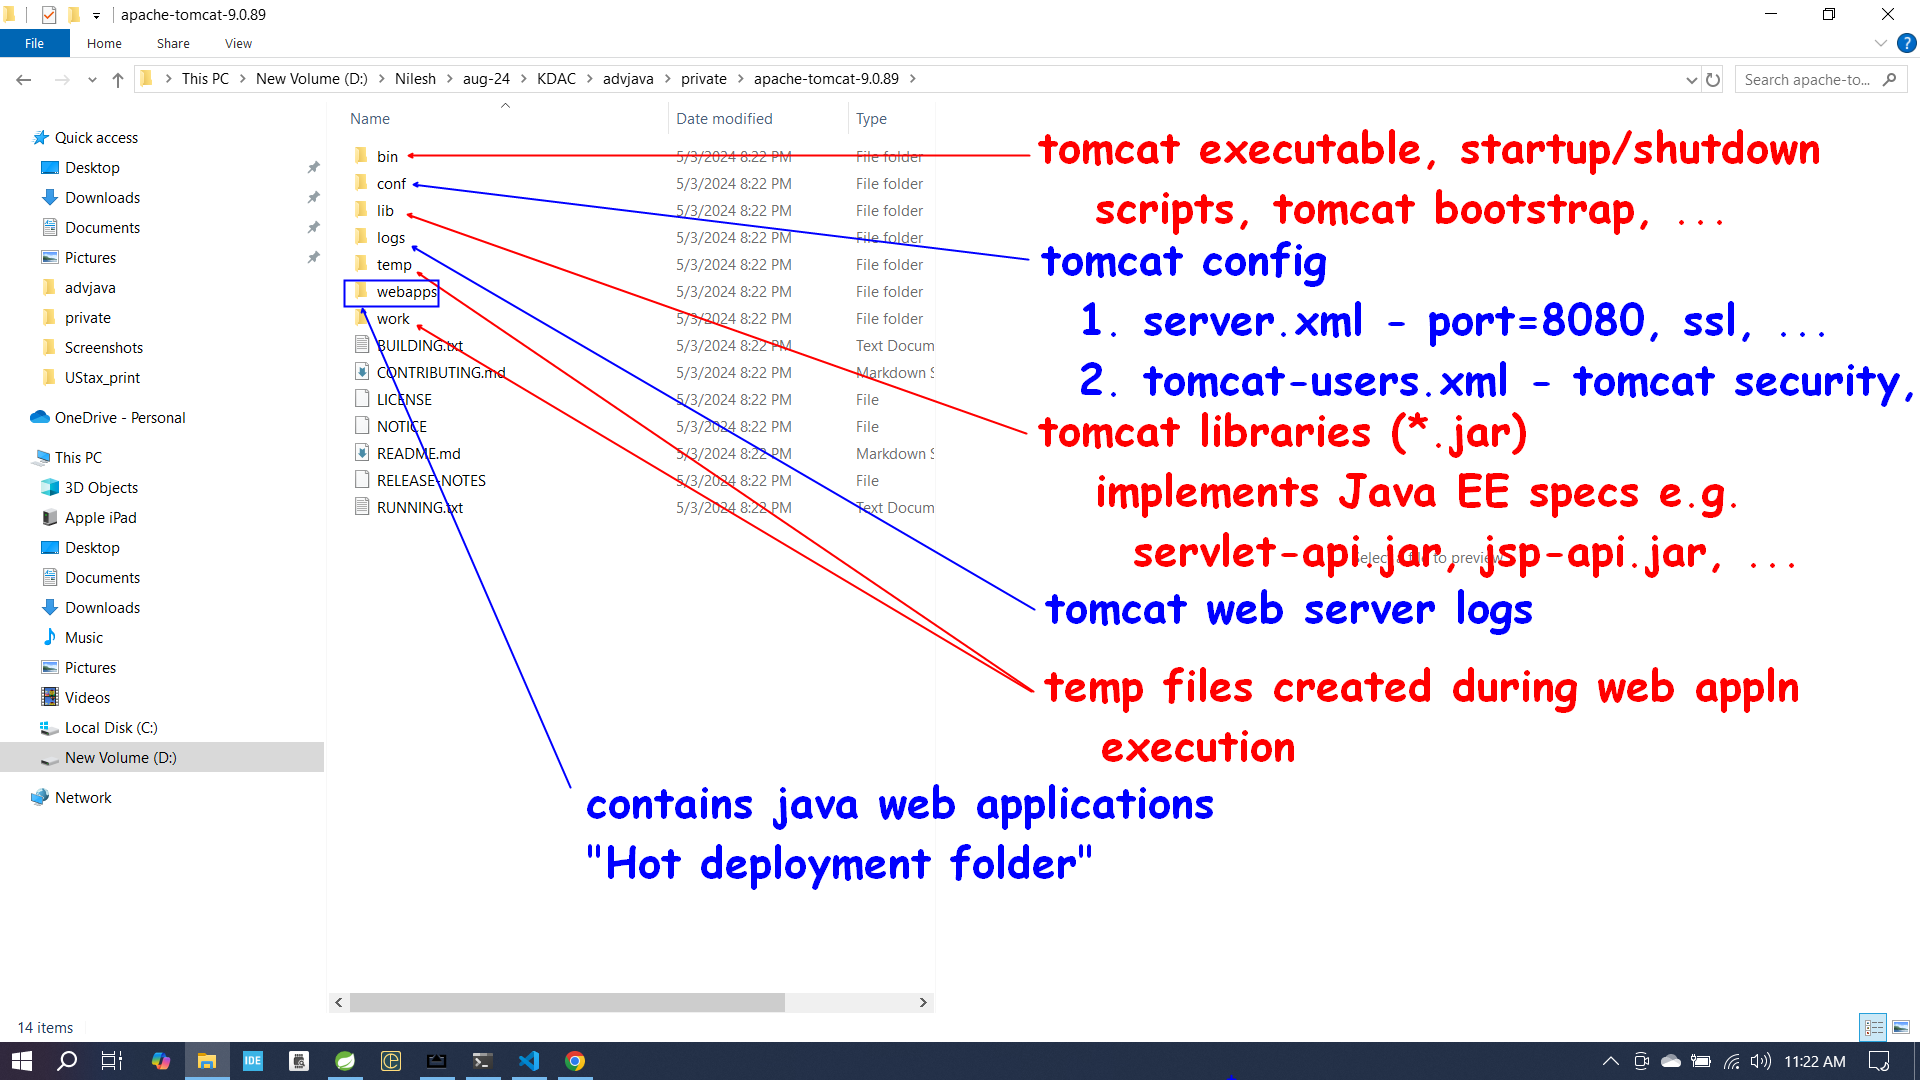 apache-tomcat-9.0.89
File Home Share View
This PC New Volume (D:) Nilesh aug-24 KDAC advjava private apache-tomcat-9.0.89
Search apache-to...
Quick access
Desktop
Downloads
Documents
Pictures
advjava
private
Screenshots
UStax_print
OneDrive - Personal
This PC
3D Objects
Apple iPad
Desktop
Documents
Downloads
Music
Pictures
Videos
Local Disk (C:)
New Volume (D:)
Network
Name Date modified Type
bin 5/3/2024 8:22 PM File folder
conf 5/3/2024 8:22 PM File folder
lib 5/3/2024 8:22 PM File folder
logs 5/3/2024 8:22 PM File folder
temp 5/3/2024 8:22 PM File folder
webapps 5/3/2024 8:22 PM File folder
work 5/3/2024 8:22 PM File folder
BUILDING.txt 5/3/2024 8:22 PM Text Docum
CONTRIBUTING.md 5/3/2024 8:22 PM Markdown S
LICENSE 5/3/2024 8:22 PM File
NOTICE 5/3/2024 8:22 PM File
README.md 5/3/2024 8:22 PM Markdown S
RELEASE-NOTES 5/3/2024 8:22 PM File
RUNNING.txt 5/3/2024 8:22 PM Text Docum
tomcat executable, startup/shutdown
scripts, tomcat bootstrap, ...
tomcat config
1. server.xml - port=8080, ssl, ...
2. tomcat-users.xml - tomcat security,
tomcat libraries (*.jar)
implements Java EE specs e.g.
servlet-api.jar, jsp-api.jar, ...
Select a file to preview.
tomcat web server logs
temp files created during web appln
execution
contains java web applications
"Hot deployment folder"
14 items
IDE
11:22 AM